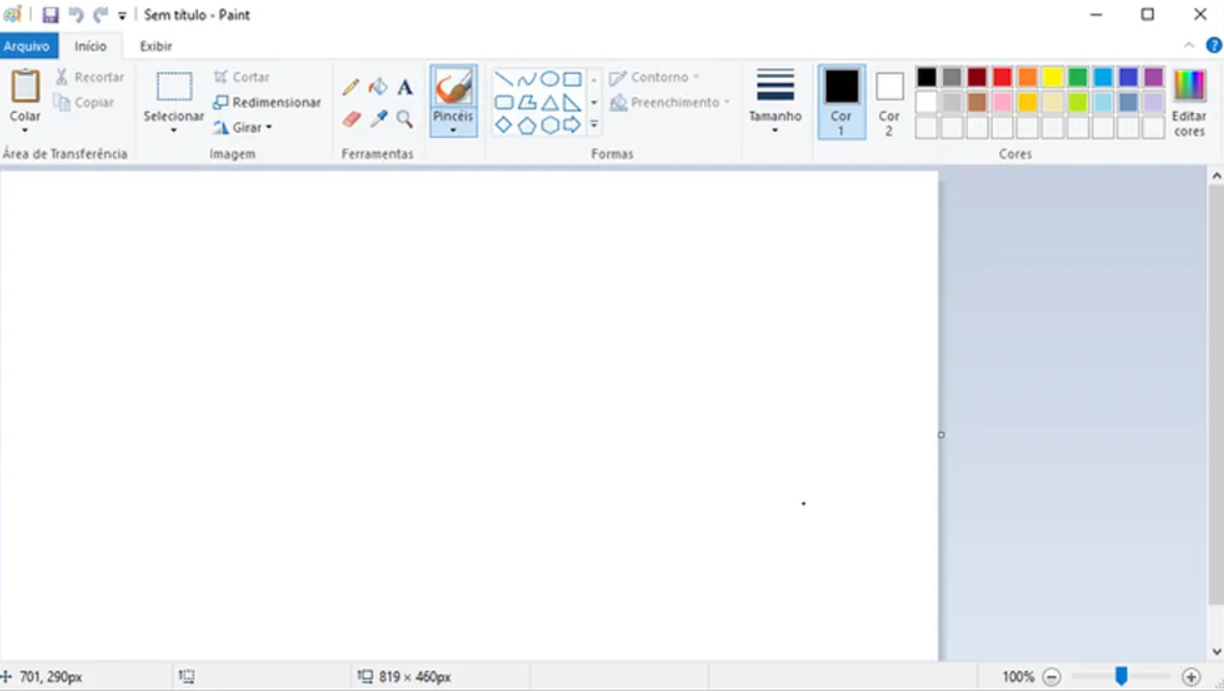 Sem título - Paint
Arquivo Início Exibir
Colar
Recortar
Copiar
Área de Transferência
Selecionar
Cortar
Redimensionar
Girar
Imagem
A
Ferramentas
Pincéis
Contorno
Preenchimento
Formas
Tamanho
Cor
1
Cor
2
Editar
cores
Cores
701, 290px
819 × 460px
100%